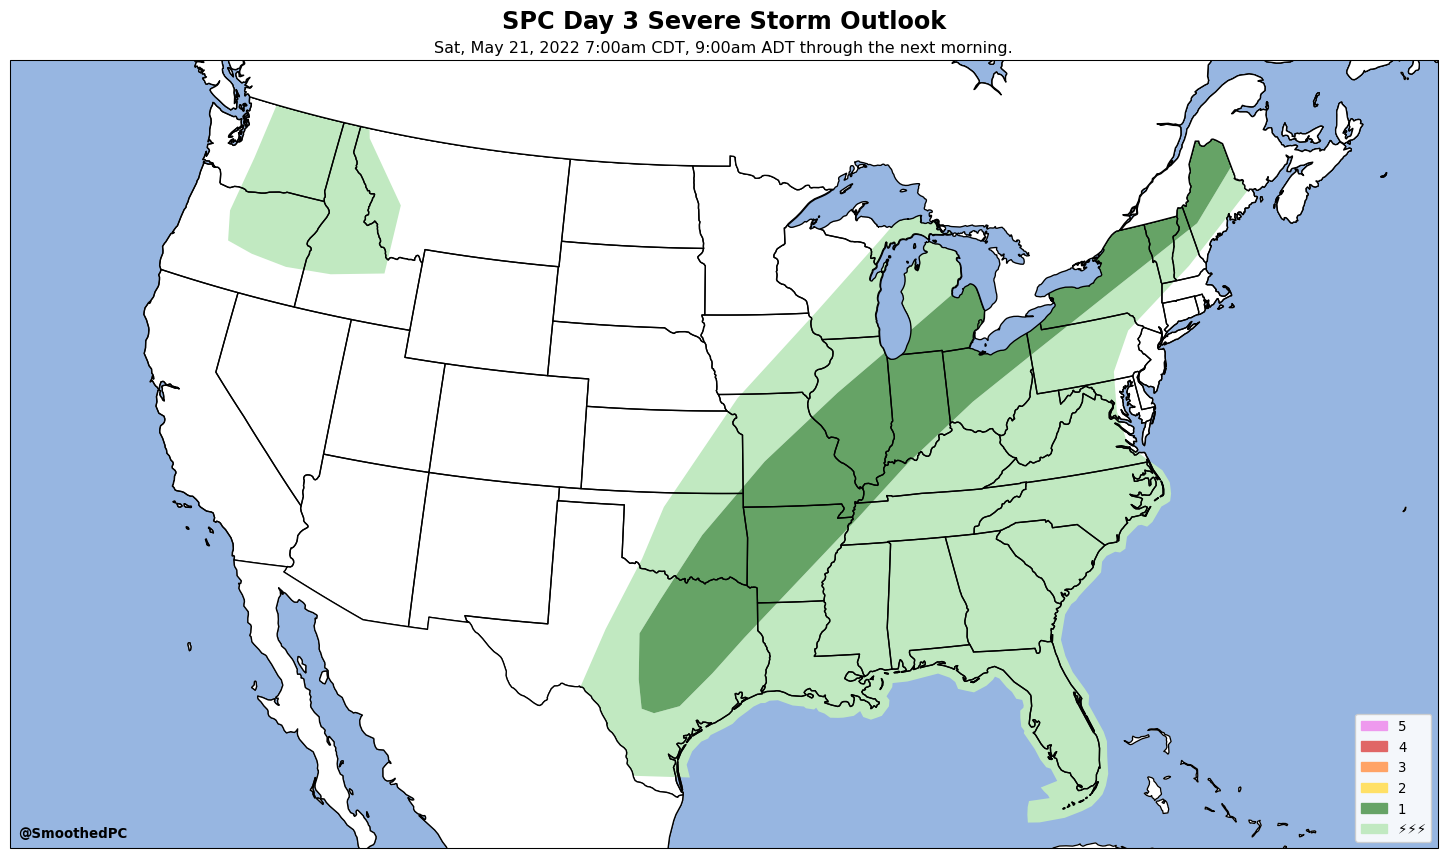 SPC Day 3 Severe Storm Outlook
Sat, May 21, 2022 7:00am CDT, 9:00am ADT through the next morning.
5
4
3
2
1
⚡⚡⚡
@SmoothedPC